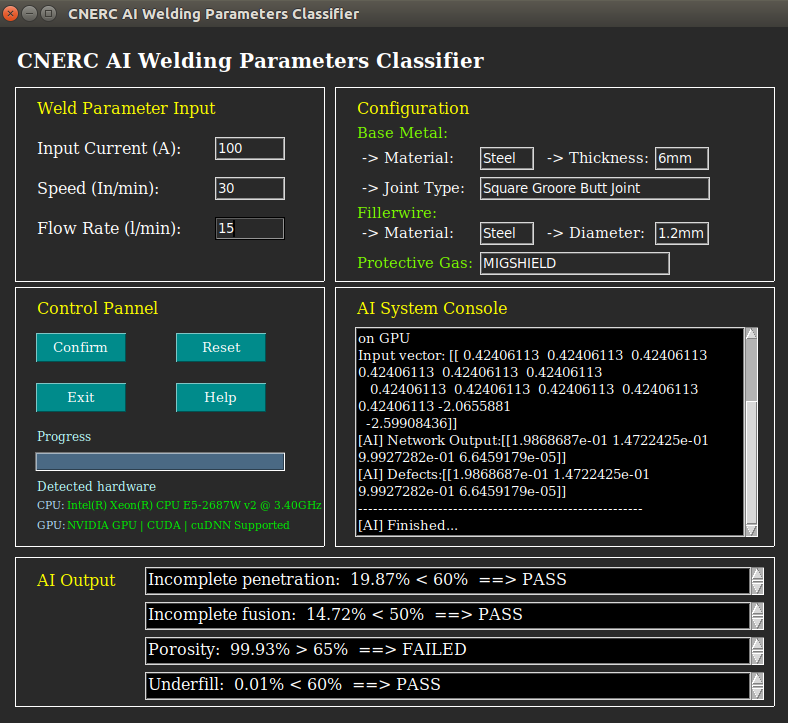 CNERC AI Welding Parameters Classifier
CNERC AI Welding Parameters Classifier
Weld Parameter Input
Input Current (A): 100
Speed (In/min): 30
Flow Rate (l/min): 15
Configuration
Base Metal:
-> Material: Steel -> Thickness: 6mm
-> Joint Type: Square Groore Butt Joint
Fillerwire:
-> Material: Steel -> Diameter: 1.2mm
Protective Gas: MIGSHIELD
Control Pannel
Confirm Reset
Exit Help
Progress
Detected hardware
CPU: Intel(R) Xeon(R) CPU E5-2687W v2 @ 3.40GHz
GPU: NVIDIA GPU | CUDA | cuDNN Supported
AI System Console
on GPU
Input vector: [[ 0.42406113 0.42406113 0.42406113
0.42406113 0.42406113 0.42406113
0.42406113 0.42406113 0.42406113 0.42406113
0.42406113 -2.0655881
-2.59908436]]
[AI] Network Output:[[1.9868687e-01 1.4722425e-01
9.9927282e-01 6.6459179e-05]]
[AI] Defects:[[1.9868687e-01 1.4722425e-01
9.9927282e-01 6.6459179e-05]]
------------------------------------------------------
[AI] Finished...
AI Output
Incomplete penetration: 19.87% < 60% ==> PASS
Incomplete fusion: 14.72% < 50% ==> PASS
Porosity: 99.93% > 65% ==> FAILED
Underfill: 0.01% < 60% ==> PASS